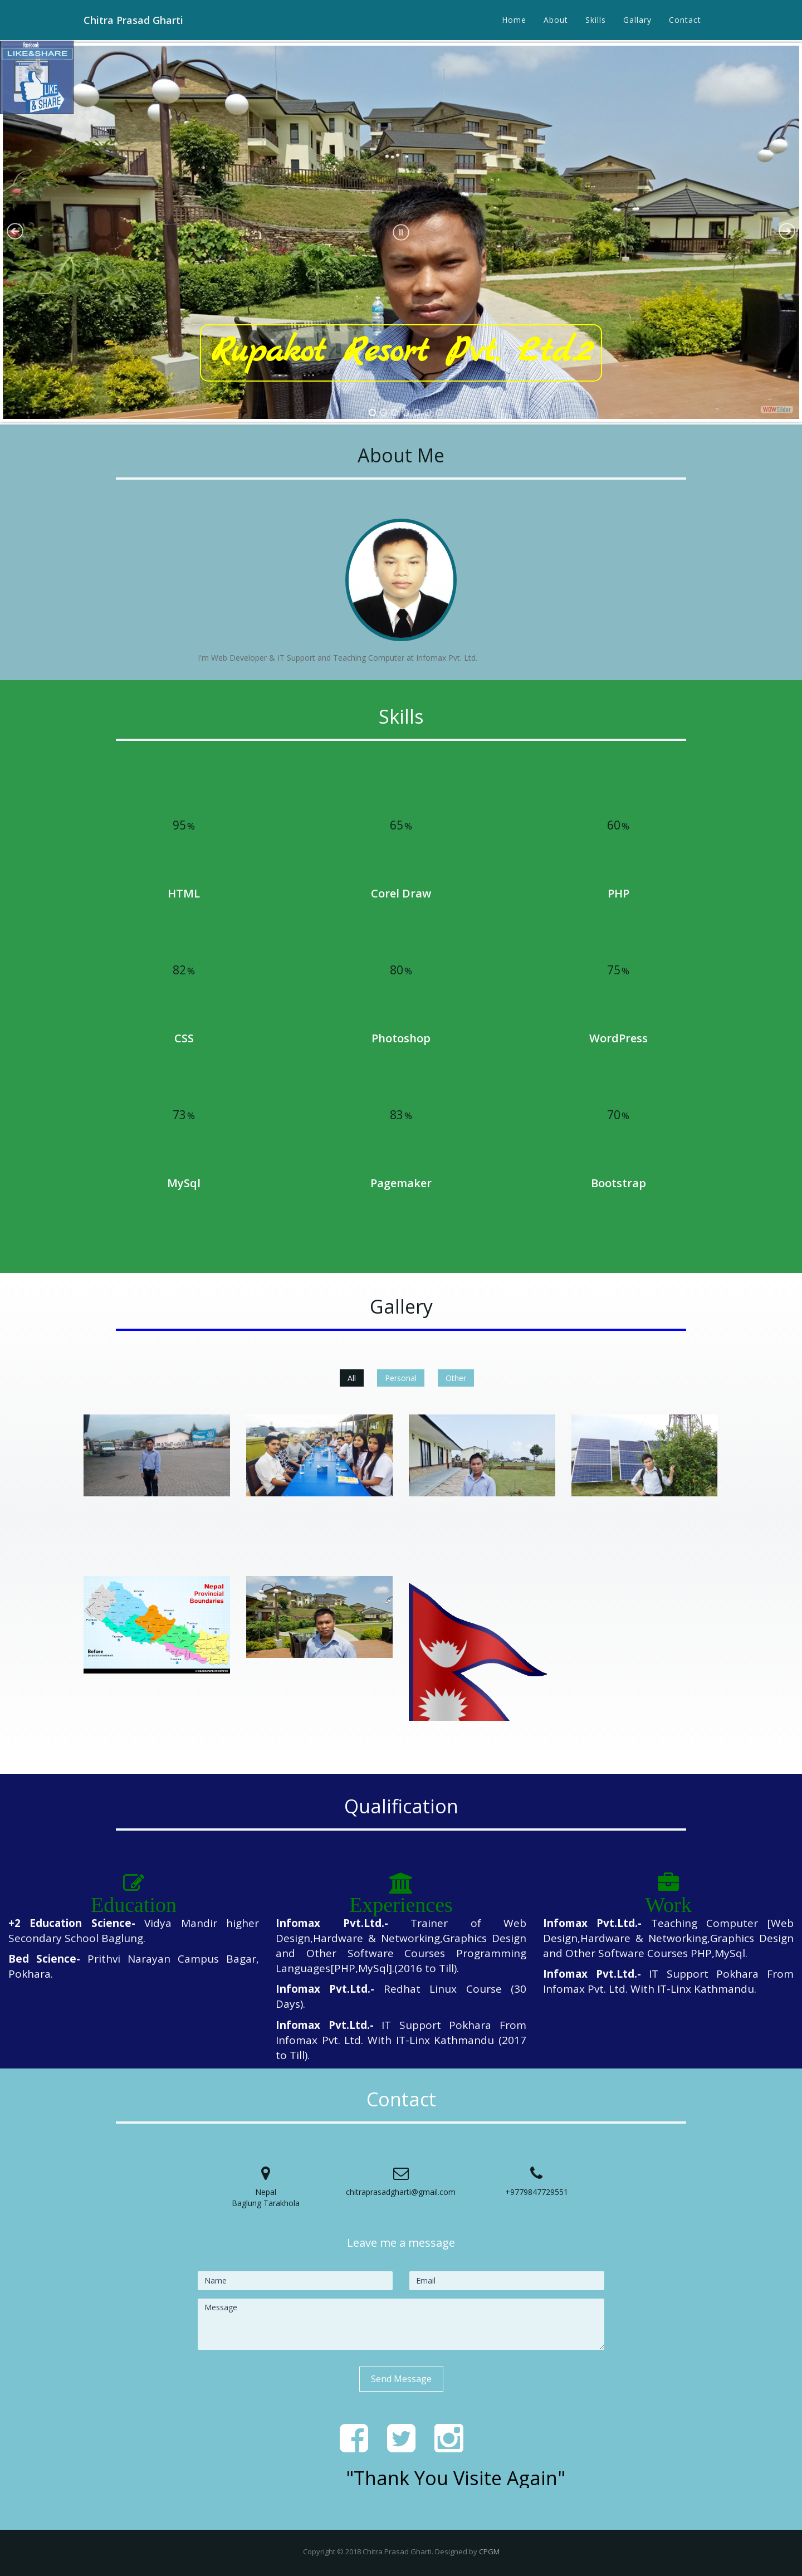 Chitra Prasad Gharti
Home About Skills Gallary Contact
facebook
LIKE&SHARE
LIKE
& SHARE
Rupakot Resort Pvt. Ltd.2
WOWSlider
About Me
I'm Web Developer & IT Support and Teaching Computer at Infomax Pvt. Ltd.
Skills
95% 65% 60%
HTML Corel Draw PHP
82% 80% 75%
CSS Photoshop WordPress
73% 83% 70%
MySql Pagemaker Bootstrap
Gallery
All Personal Other
Nepal
Provincial
Boundaries
Before
Qualification
Education
+2 Education Science- Vidya Mandir higher
Secondary School Baglung.
Bed Science- Prithvi Narayan Campus Bagar,
Pokhara.
Experiences
Infomax Pvt.Ltd.- Trainer of Web
Design,Hardware & Networking,Graphics Design
and Other Software Courses Programming
Languages[PHP,MySql].(2016 to Till).
Infomax Pvt.Ltd.- Redhat Linux Course (30
Days).
Infomax Pvt.Ltd.- IT Support Pokhara From
Infomax Pvt. Ltd. With IT-Linx Kathmandu (2017
to Till).
Work
Infomax Pvt.Ltd.- Teaching Computer [Web
Design,Hardware & Networking,Graphics Design
and Other Software Courses PHP,MySql.
Infomax Pvt.Ltd.- IT Support Pokhara From
Infomax Pvt. Ltd. With IT-Linx Kathmandu.
Contact
Nepal
Baglung Tarakhola
chitraprasadgharti@gmail.com
+9779847729551
Leave me a message
Name
Email
Message
Send Message
"Thank You Visite Again"
Copyright © 2018 Chitra Prasad Gharti. Designed by CPGM